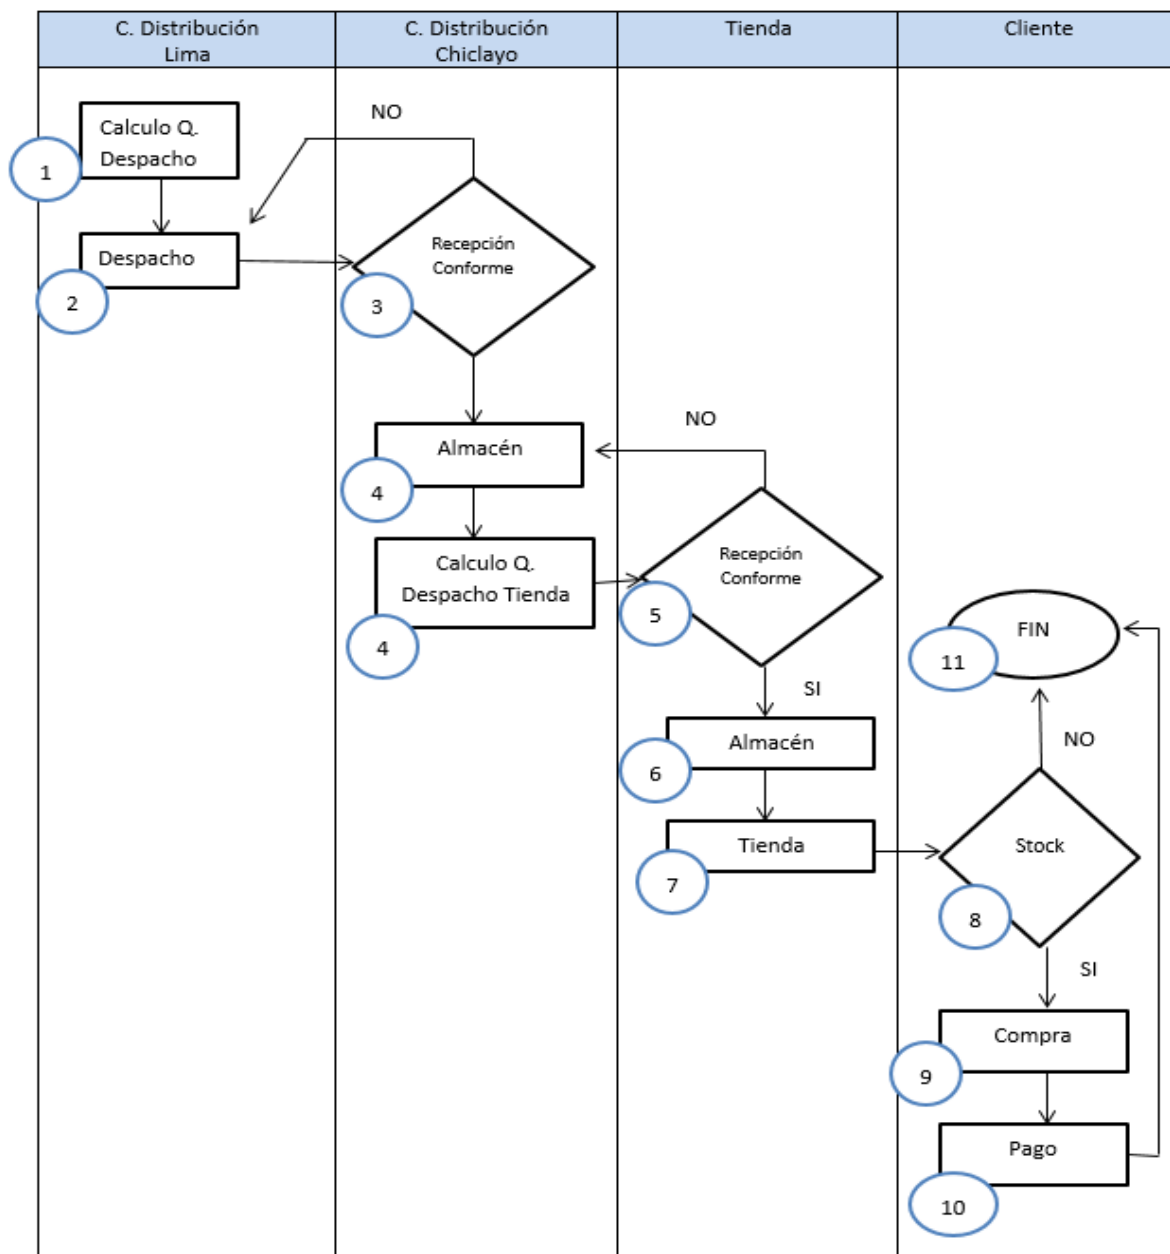 C. Distribución
Lima
C. Distribución
Chiclayo
Tienda
Cliente
Calculo Q.
Despacho
1
NO
Despacho
2
Recepción
Conforme
3
Almacén
4
NO
Calculo Q.
Despacho Tienda
4
Recepción
Conforme
5
SI
Almacén
6
Tienda
7
FIN
11
NO
Stock
8
SI
Compra
9
Pago
10